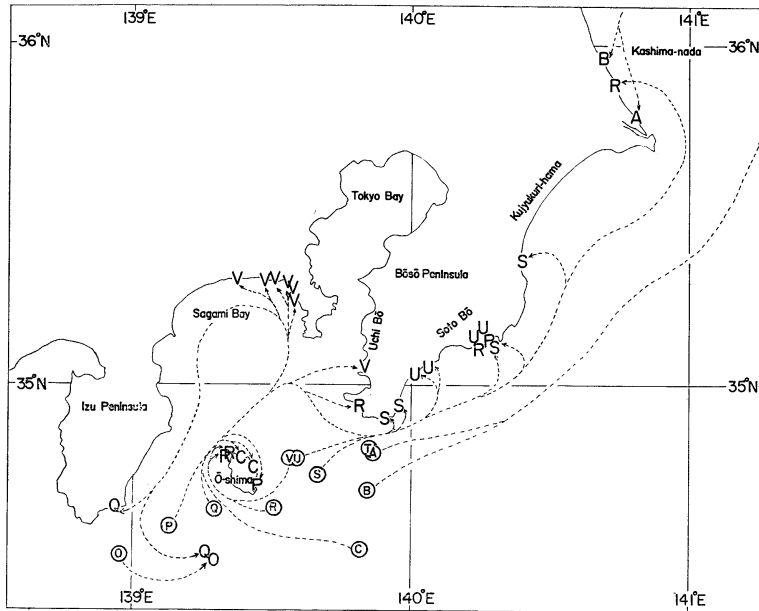 139°E
140°E
141°E
36°N
36°N
Kashima-nada
B
R
A
Kujyukuri-hama
Tokyo Bay
S
V V V V V V
Bōsō Peninsula
Sagami Bay
Uchi Bō
Soto Bō
U
U P
R S
V
U U
35°N
35°N
Izu Peninsula
R
S S
R R C
C
P
Ō-shima
V U
T
A
S
B
Q
P
Q
R
O
Q
O
C
139°E
140°E
141°E